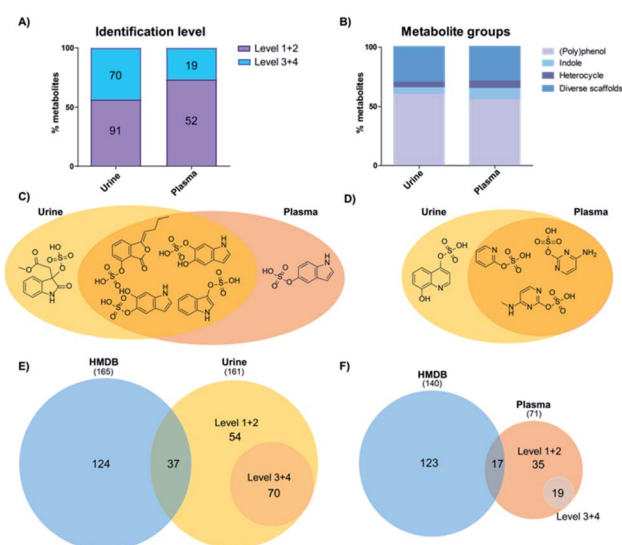 A)
Identification level
100
50
0
% metabolites
70
91
19
52
Urine
Plasma
Level 1+2
Level 3+4
B)
Metabolite groups
100
50
0
% metabolites
Urine
Plasma
(Poly)phenol
Indole
Heterocycle
Diverse scaffolds
C)
Urine
Plasma
D)
Urine
Plasma
E)
HMDB
(165)
Urine
(161)
124
37
Level 1+2
54
Level 3+4
70
F)
HMDB
(140)
Plasma
(71)
123
17
Level 1+2
35
19
Level 3+4